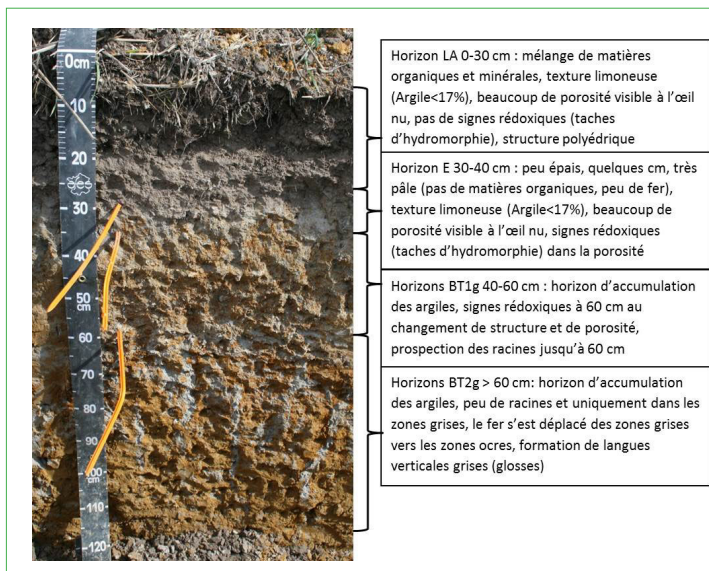 0cm
10
20
30
40
50
cm
60
70
80
90
100
cm
110
120
Horizon LA 0-30 cm : mélange de matières
organiques et minérales, texture limoneuse
(Argile<17%), beaucoup de porosité visible à l'œil
nu, pas de signes rédoxiques (taches
d'hydromorphie), structure polyédrique
Horizon E 30-40 cm : peu épais, quelques cm, très
pâle (pas de matières organiques, peu de fer),
texture limoneuse (Argile<17%), beaucoup de
porosité visible à l'œil nu, signes rédoxiques
(taches d'hydromorphie) dans la porosité
Horizons BT1g 40-60 cm : horizon d'accumulation
des argiles, signes rédoxiques à 60 cm au
changement de structure et de porosité,
prospection des racines jusqu'à 60 cm
Horizons BT2g > 60 cm: horizon d'accumulation
des argiles, peu de racines et uniquement dans les
zones grises, le fer s'est déplacé des zones grises
vers les zones ocres, formation de langues
verticales grises (glosses)